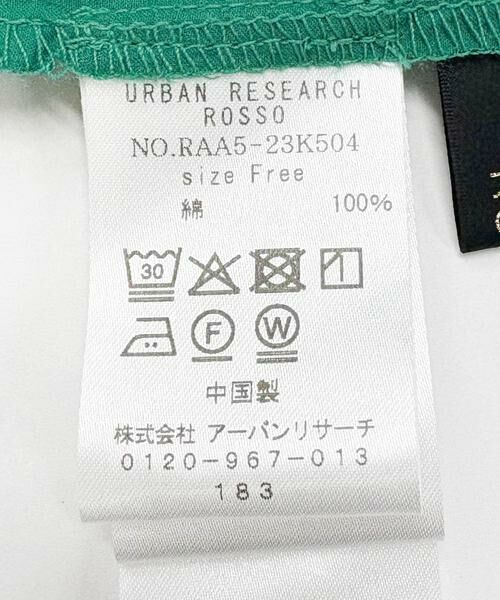 URBAN RESEARCH
ROSSO
NO.RAA5-23K504
size Free
綿 100%
30
F W
中国製
株式会社 アーバンリサーチ
0120-967-013
183